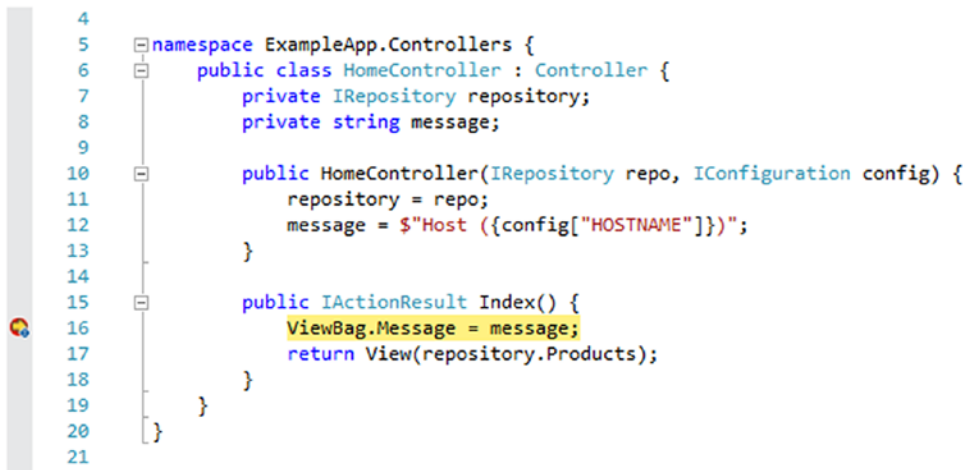 4
5 namespace ExampleApp.Controllers {
6     public class HomeController : Controller {
7         private IRepository repository;
8         private string message;
9
10         public HomeController(IRepository repo, IConfiguration config) {
11             repository = repo;
12             message = $"Host ({config["HOSTNAME"]})";
13         }
14
15         public IActionResult Index() {
16             ViewBag.Message = message;
17             return View(repository.Products);
18         }
19     }
20 }
21